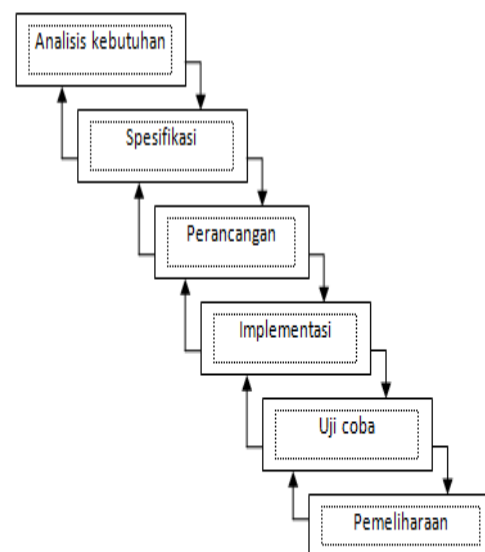 Analisis kebutuhan
Spesifikasi
Perancangan
Implementasi
Uji coba
Pemeliharaan